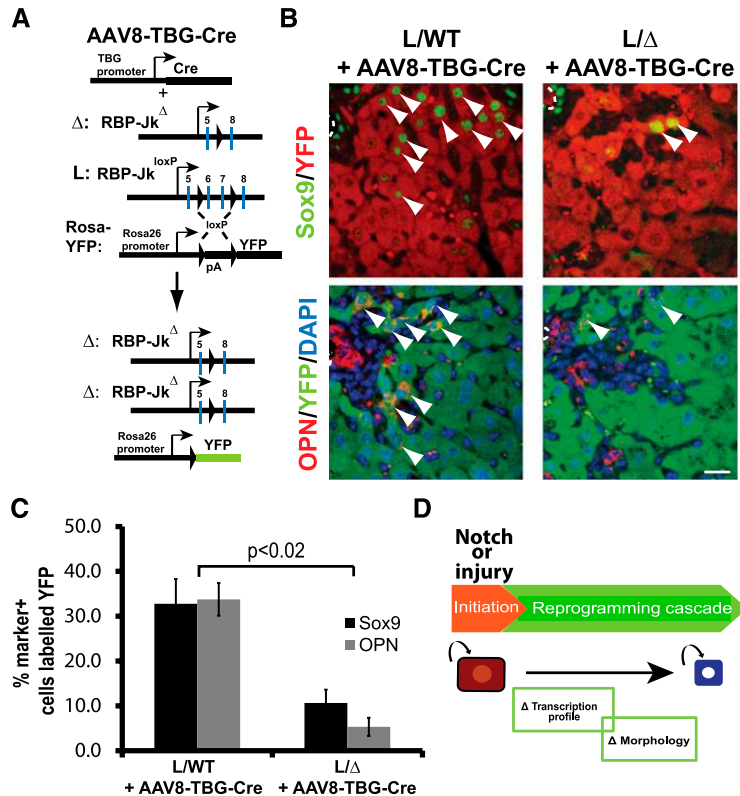 A
AAV8-TBG-Cre
TBG
promoter
Cre
+
Δ: RBP-Jk Δ
5 8
L: RBP-Jk loxP
5 6 7 8
Rosa-
YFP:
Rosa26
promoter
loxP
YFP
pA
Δ: RBP-Jk Δ
5 8
Δ: RBP-Jk Δ
5 8
Rosa26
promoter
YFP
B
L/WT
+ AAV8-TBG-Cre
L/Δ
+ AAV8-TBG-Cre
Sox9/YFP
OPN/YFP/DAPI
C
% marker+
cells labelled YFP
50.0
40.0
30.0
20.0
10.0
0.0
p<0.02
Sox9
OPN
L/WT
+ AAV8-TBG-Cre
L/Δ
+ AAV8-TBG-Cre
D
Notch
or
injury
Initiation
Reprogramming cascade
Δ Transcription
profile
Δ Morphology